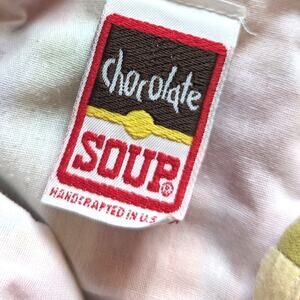 chocolate
SOUP®
HANDCRAFTED IN U.S.